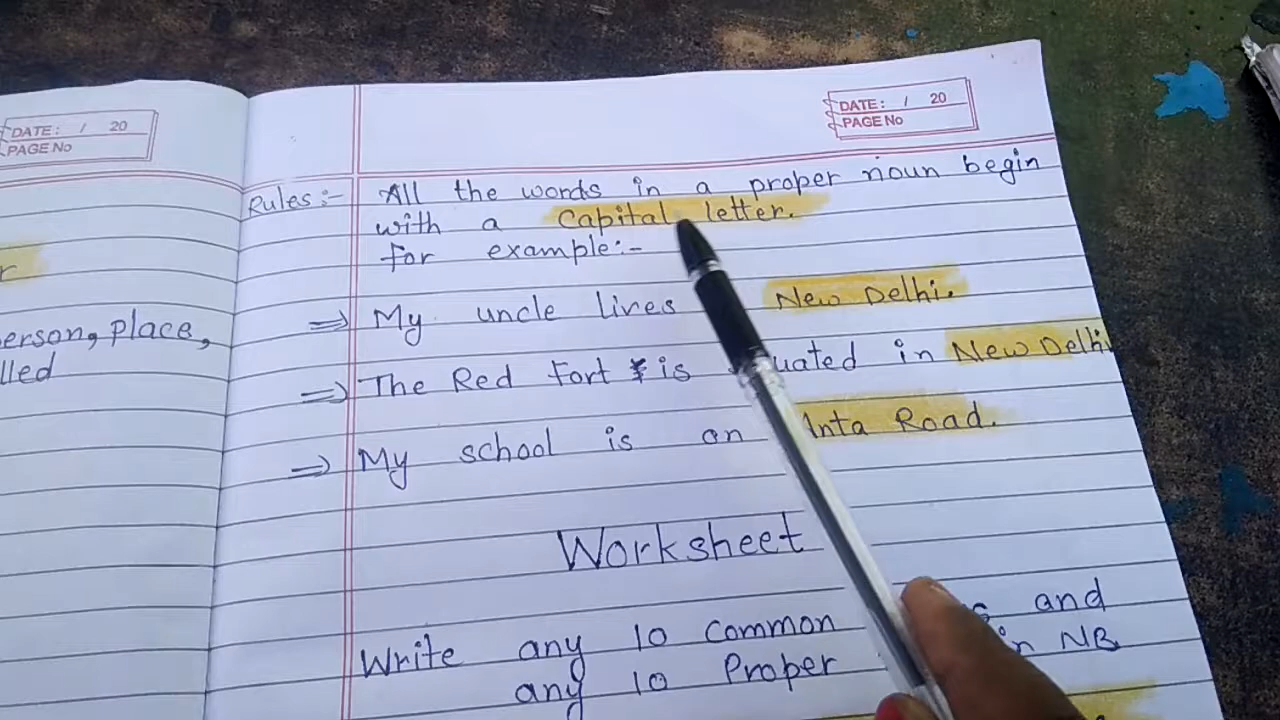 DATE: / 20
PAGE No
DATE: / 20
PAGE No
r
erson, place,
lled
Rules:- All the words in a proper noun begin
with a Capital letter.
for example:-
⇒ My uncle lives New Delhi.
⇒ The Red Fort is uated in New Delhi
⇒ My school is on nta Road.
Worksheet
Write any 10 common and
any 10 Proper in NB